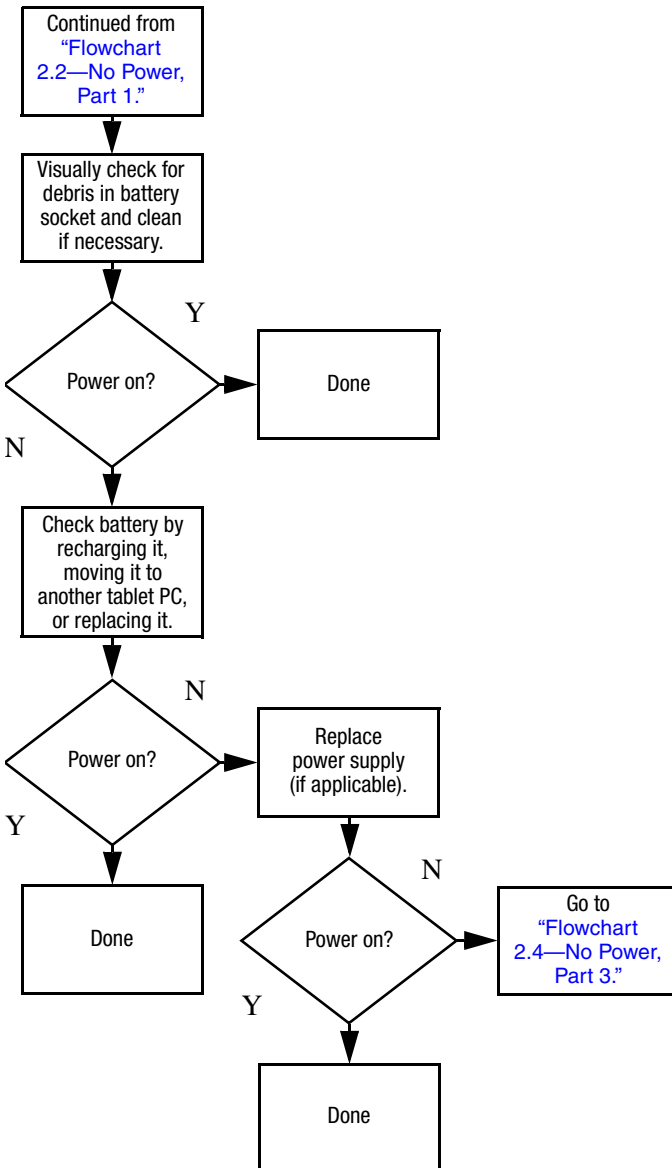 Continued from
“Flowchart
2.2—No Power,
Part 1.”
Visually check for
debris in battery
socket and clean
if necessary.
Y
Power on?
Done
N
Check battery by
recharging it,
moving it to
another tablet PC,
or replacing it.
N
Power on?
Replace
power supply
(if applicable).
Y
Done
N
Power on?
Go to
“Flowchart
2.4—No Power,
Part 3.”
Y
Done